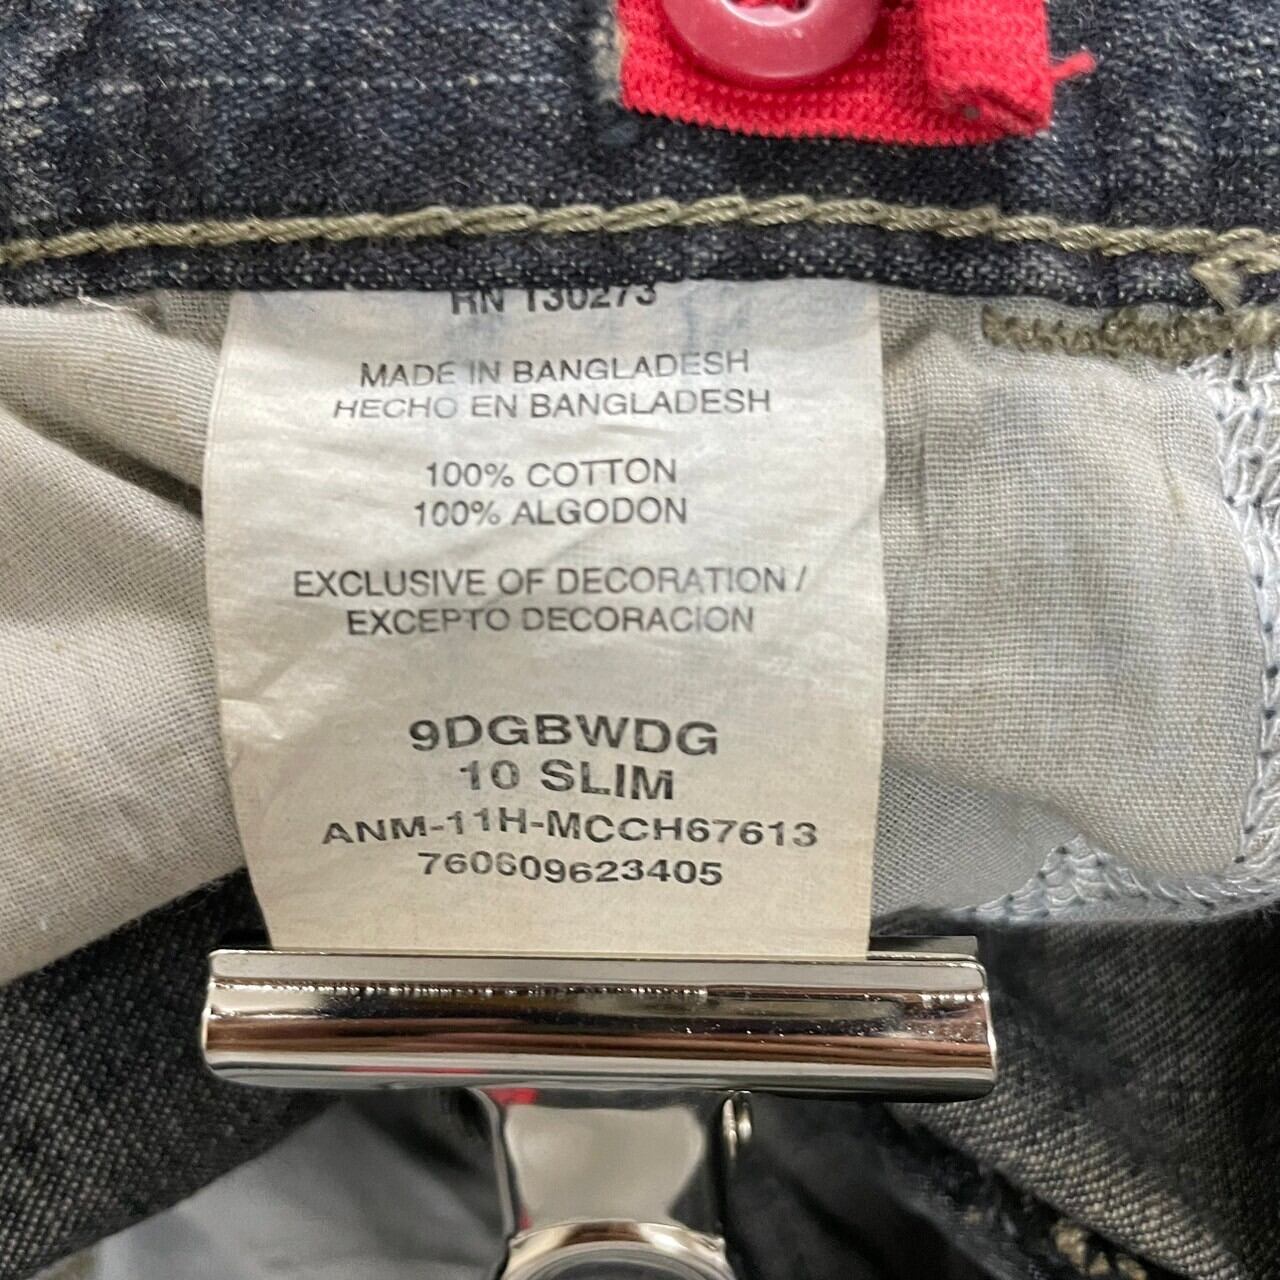 RN 130273
MADE IN BANGLADESH
HECHO EN BANGLADESH
100% COTTON
100% ALGODON
EXCLUSIVE OF DECORATION /
EXCEPTO DECORACION
9DGBWDG
10 SLIM
ANM-11H-MCCH67613
760609623405